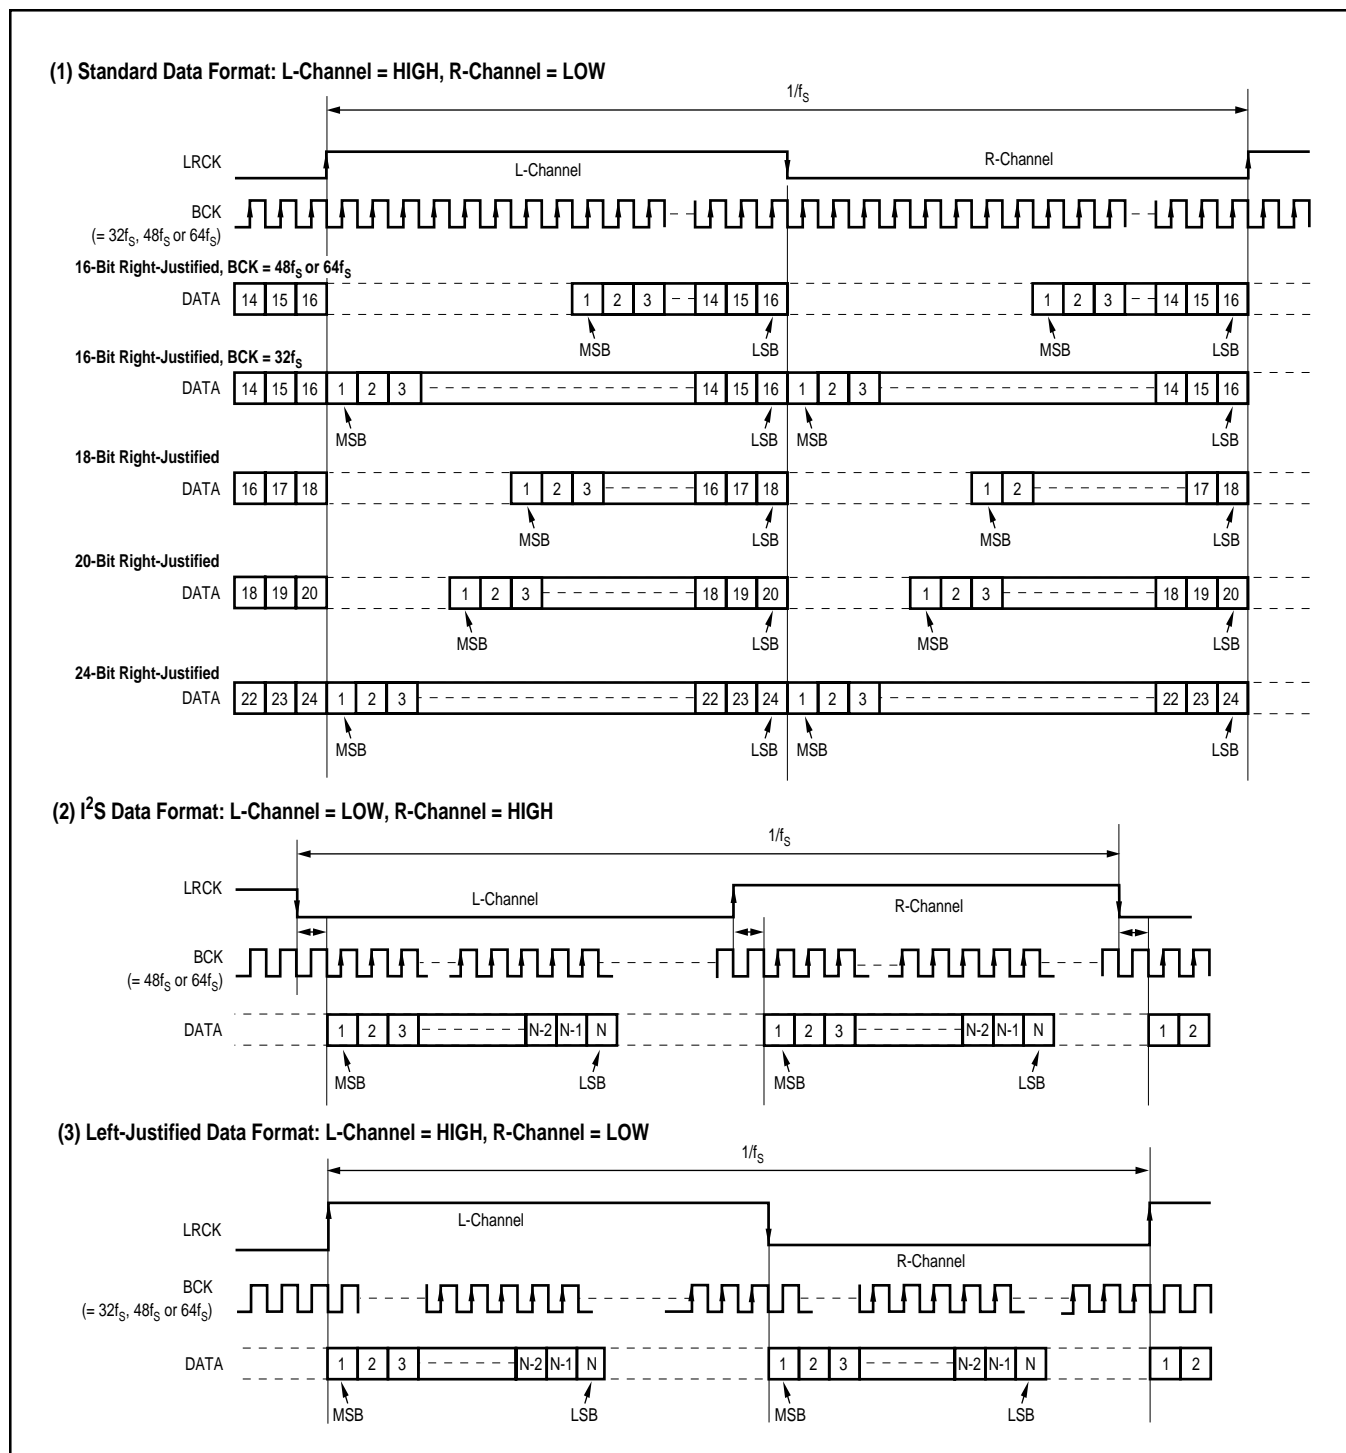 (1) Standard Data Format: L-Channel = HIGH, R-Channel = LOW
1/fS
LRCK
L-Channel
R-Channel
BCK
(= 32fS, 48fS or 64fS)
16-Bit Right-Justified, BCK = 48fS or 64fS
DATA 14 15 16 1 2 3 14 15 16 1 2 3 14 15 16
MSB LSB MSB LSB
16-Bit Right-Justified, BCK = 32fS
DATA 14 15 16 1 2 3 14 15 16 1 2 3 14 15 16
MSB LSB MSB LSB
18-Bit Right-Justified
DATA 16 17 18 1 2 3 16 17 18 1 2 17 18
MSB LSB MSB LSB
20-Bit Right-Justified
DATA 18 19 20 1 2 3 18 19 20 1 2 3 18 19 20
MSB LSB MSB LSB
24-Bit Right-Justified
DATA 22 23 24 1 2 3 22 23 24 1 2 3 22 23 24
MSB LSB MSB LSB
(2) I²S Data Format: L-Channel = LOW, R-Channel = HIGH
1/fS
LRCK
L-Channel
R-Channel
BCK
(= 48fS or 64fS)
DATA 1 2 3 N-2 N-1 N 1 2 3 N-2 N-1 N 1 2
MSB LSB MSB LSB
(3) Left-Justified Data Format: L-Channel = HIGH, R-Channel = LOW
1/fS
L-Channel
LRCK
R-Channel
BCK
(= 32fS, 48fS or 64fS)
DATA 1 2 3 N-2 N-1 N 1 2 3 N-2 N-1 N 1 2
MSB LSB MSB LSB